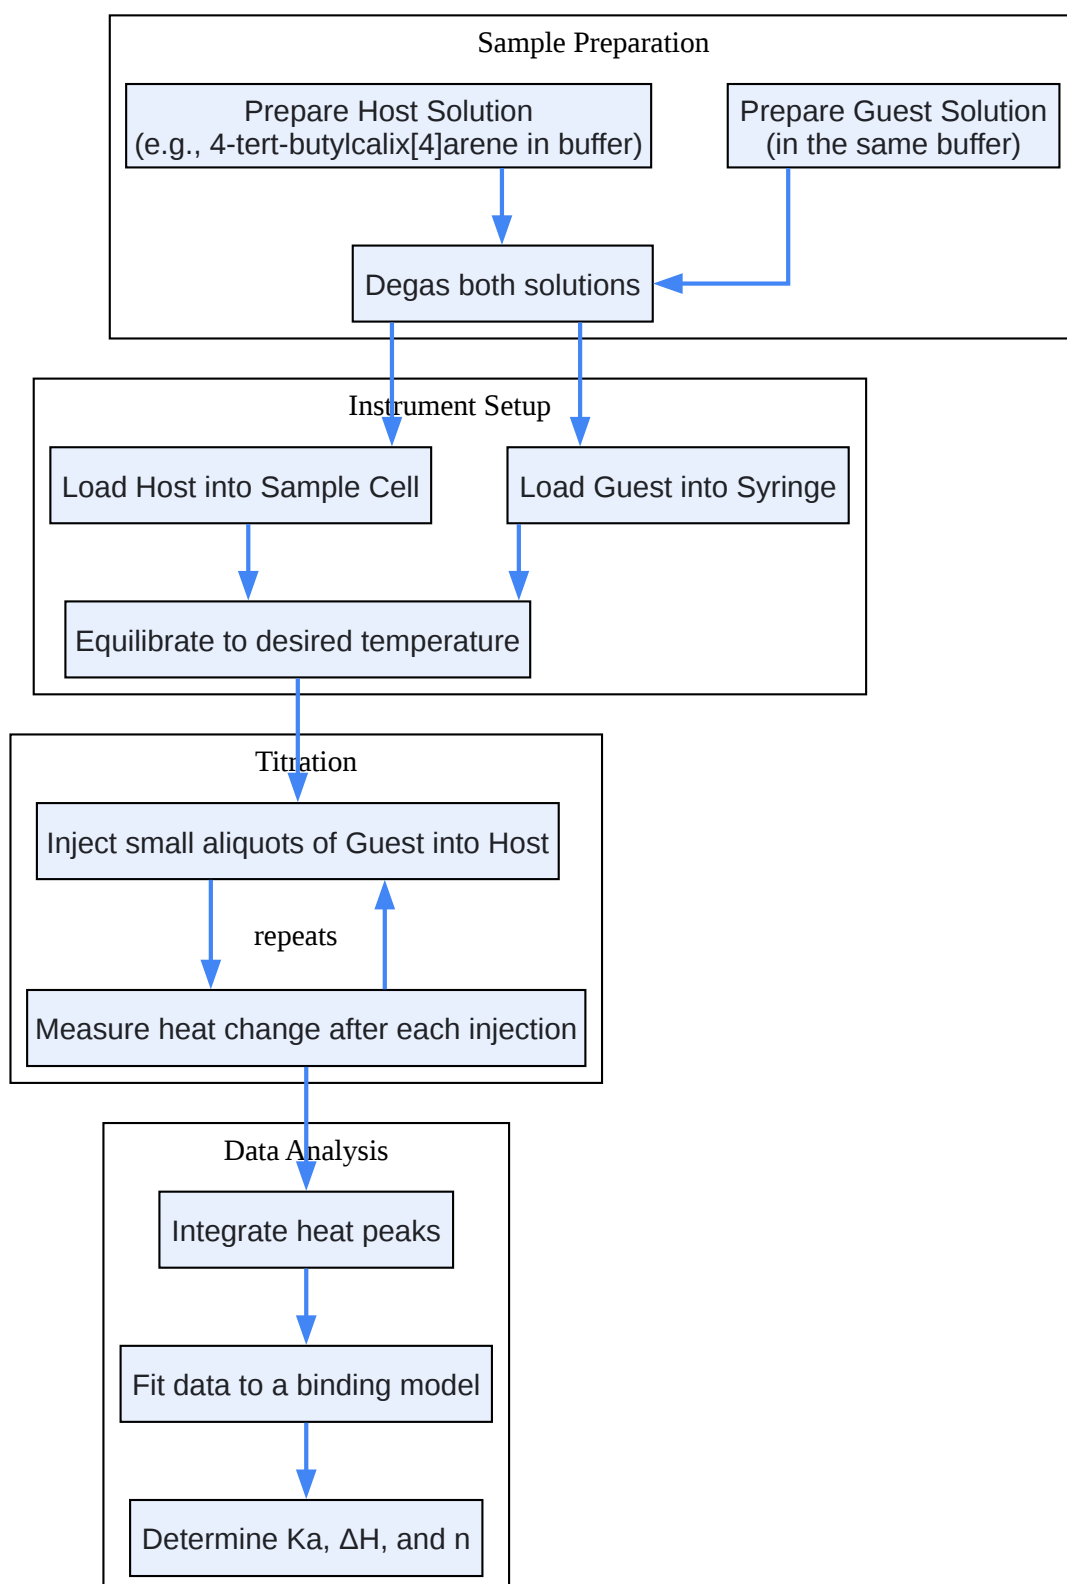 Sample Preparation
Prepare Host Solution
(e.g., 4-tert-butylcalix[4]arene in buffer)
Prepare Guest Solution
(in the same buffer)
Degas both solutions
Instrument Setup
Load Host into Sample Cell
Load Guest into Syringe
Equilibrate to desired temperature
Titration
Inject small aliquots of Guest into Host
repeats
Measure heat change after each injection
Data Analysis
Integrate heat peaks
Fit data to a binding model
Determine Ka, ΔH, and n